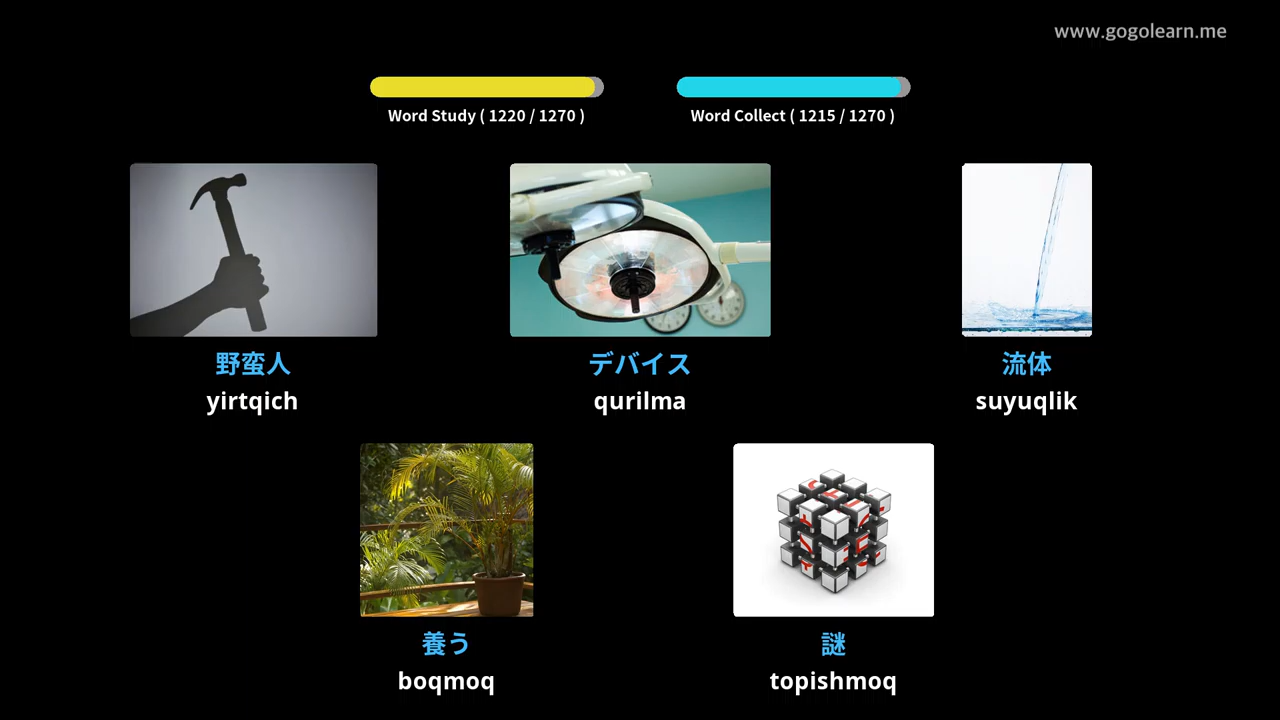 www.gogolearn.me
Word Study ( 1220 / 1270 )
Word Collect ( 1215 / 1270 )
野蛮人
yirtqich
デバイス
qurilma
流体
suyuqlik
養う
boqmoq
謎
topishmoq